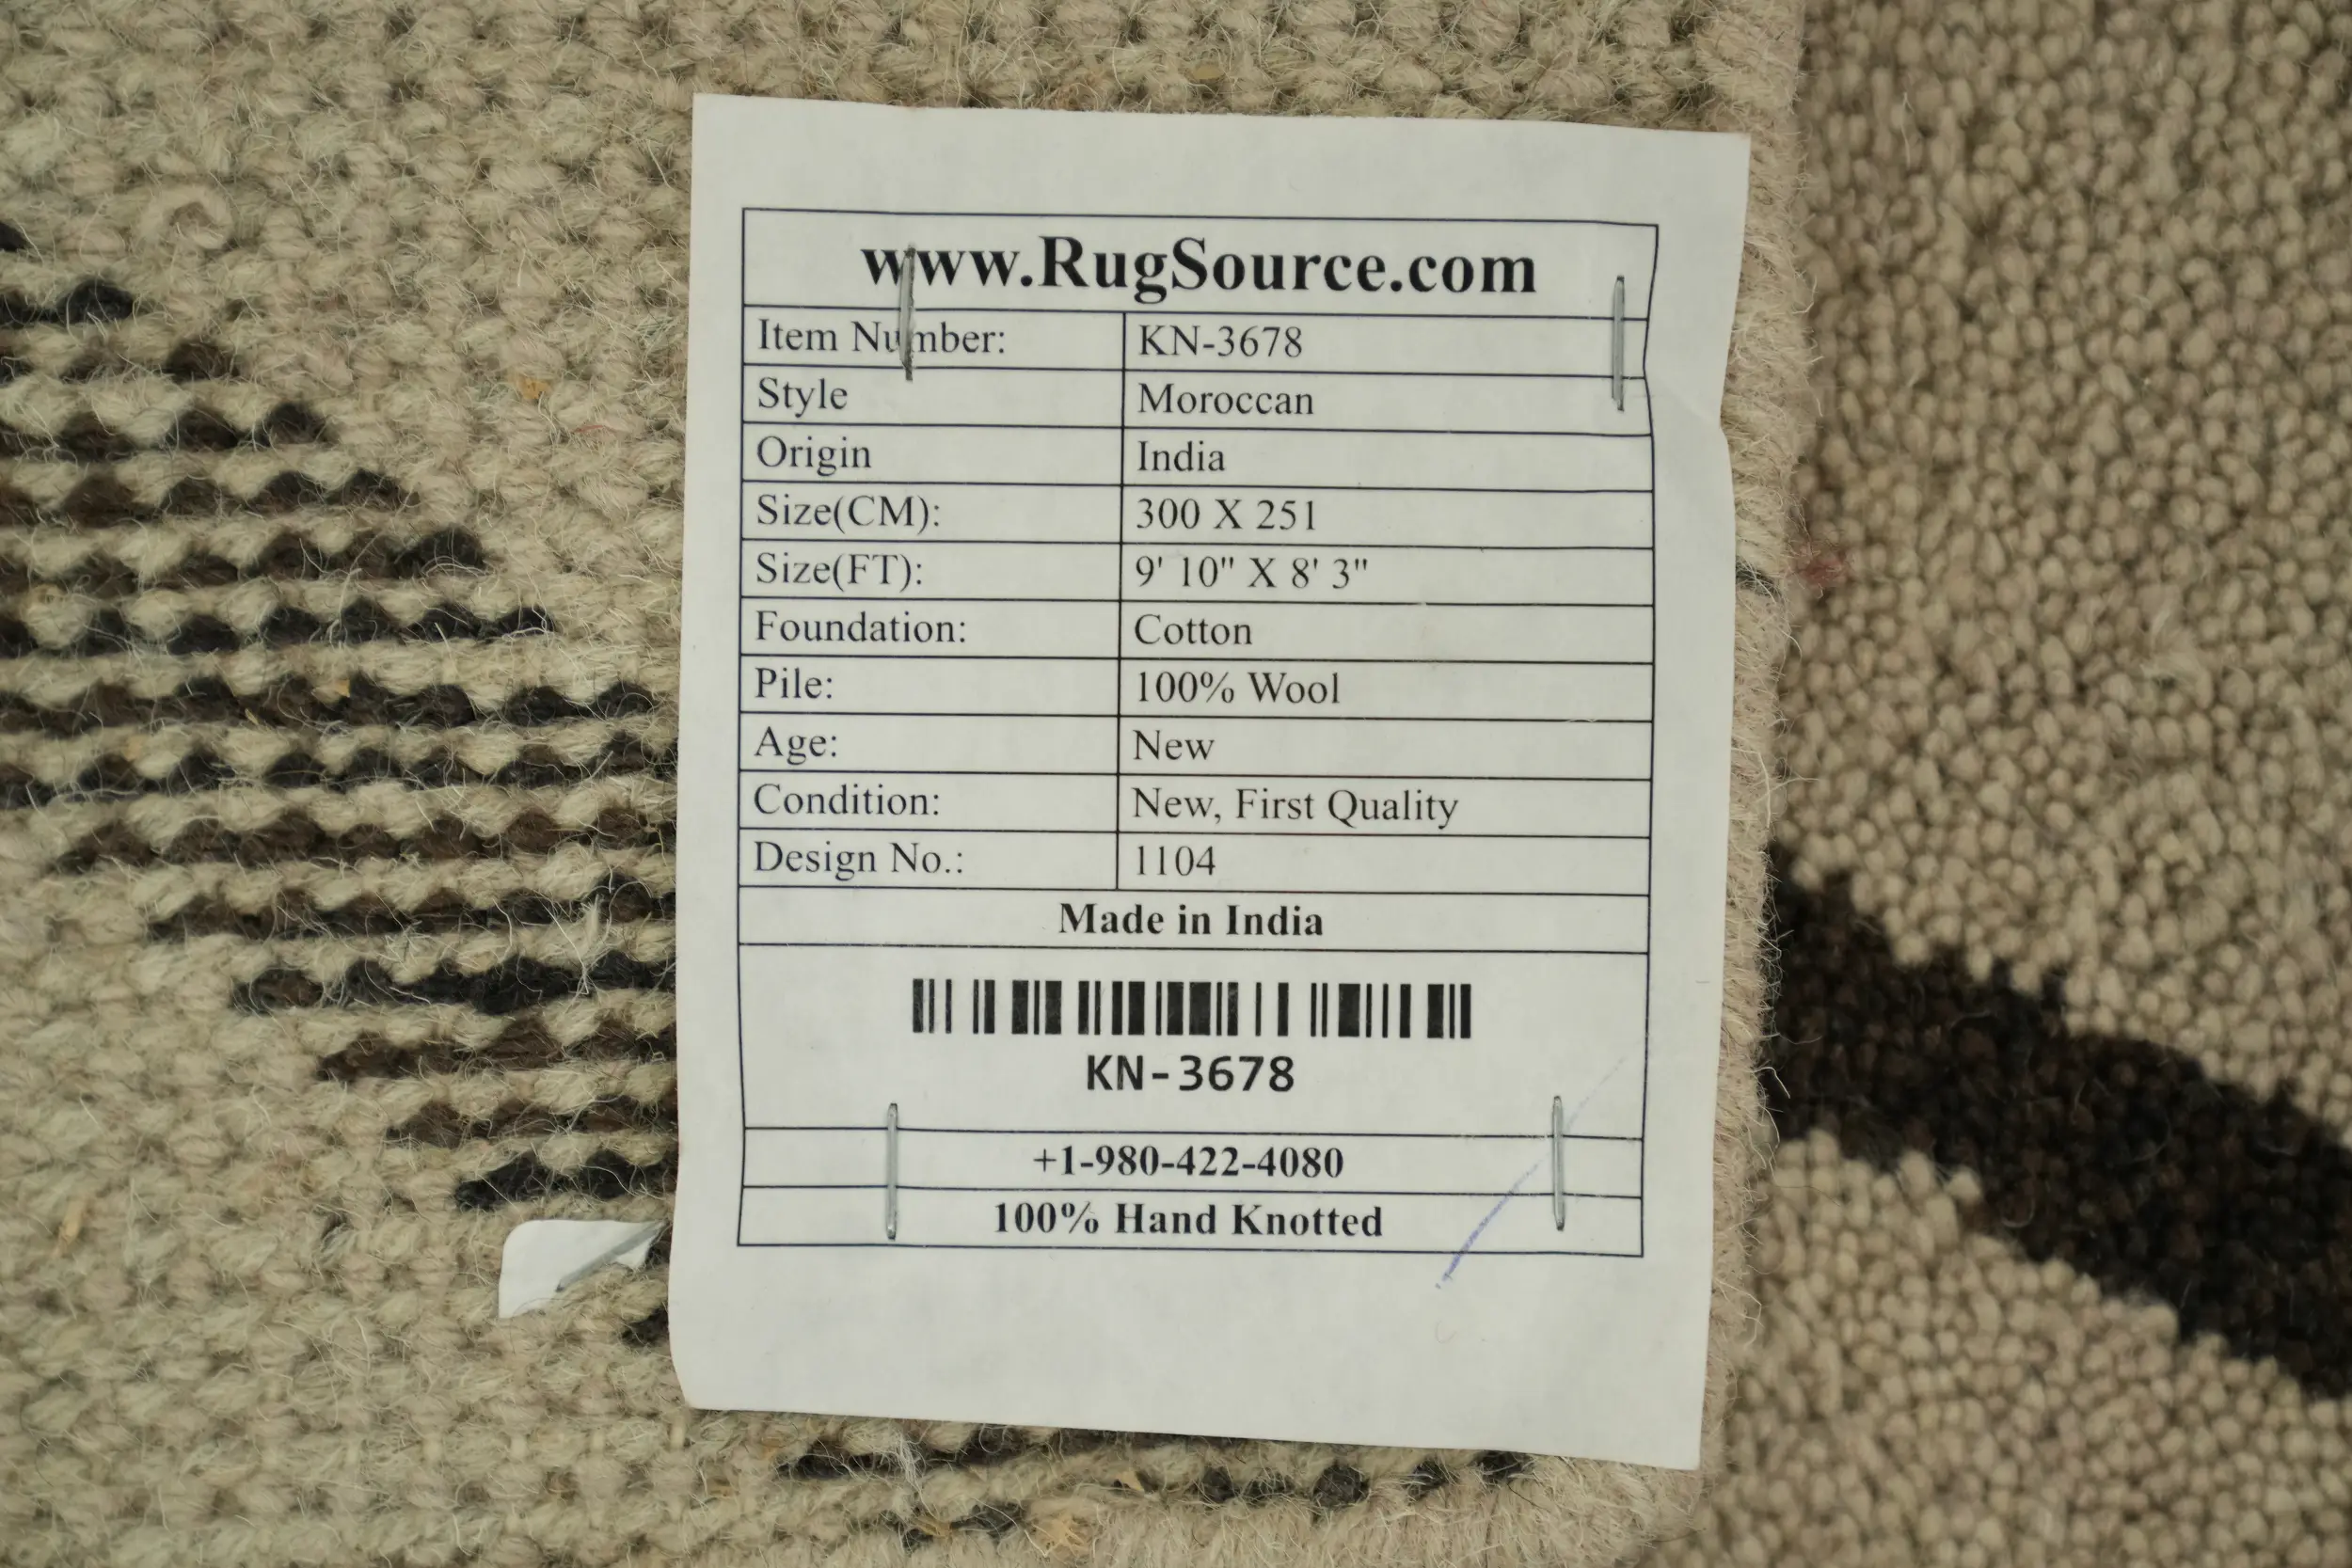 www.RugSource.com
Item Number: KN-3678
Style Moroccan
Origin India
Size(CM): 300 X 251
Size(FT): 9' 10" X 8' 3"
Foundation: Cotton
Pile: 100% Wool
Age: New
Condition: New, First Quality
Design No.: 1104
Made in India
KN-3678
+1-980-422-4080
100% Hand Knotted